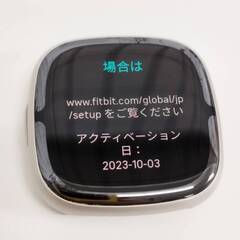 場合は
www.fitbit.com/global/jp
/setup をご覧ください
アクティベーション
日：
2023-10-03